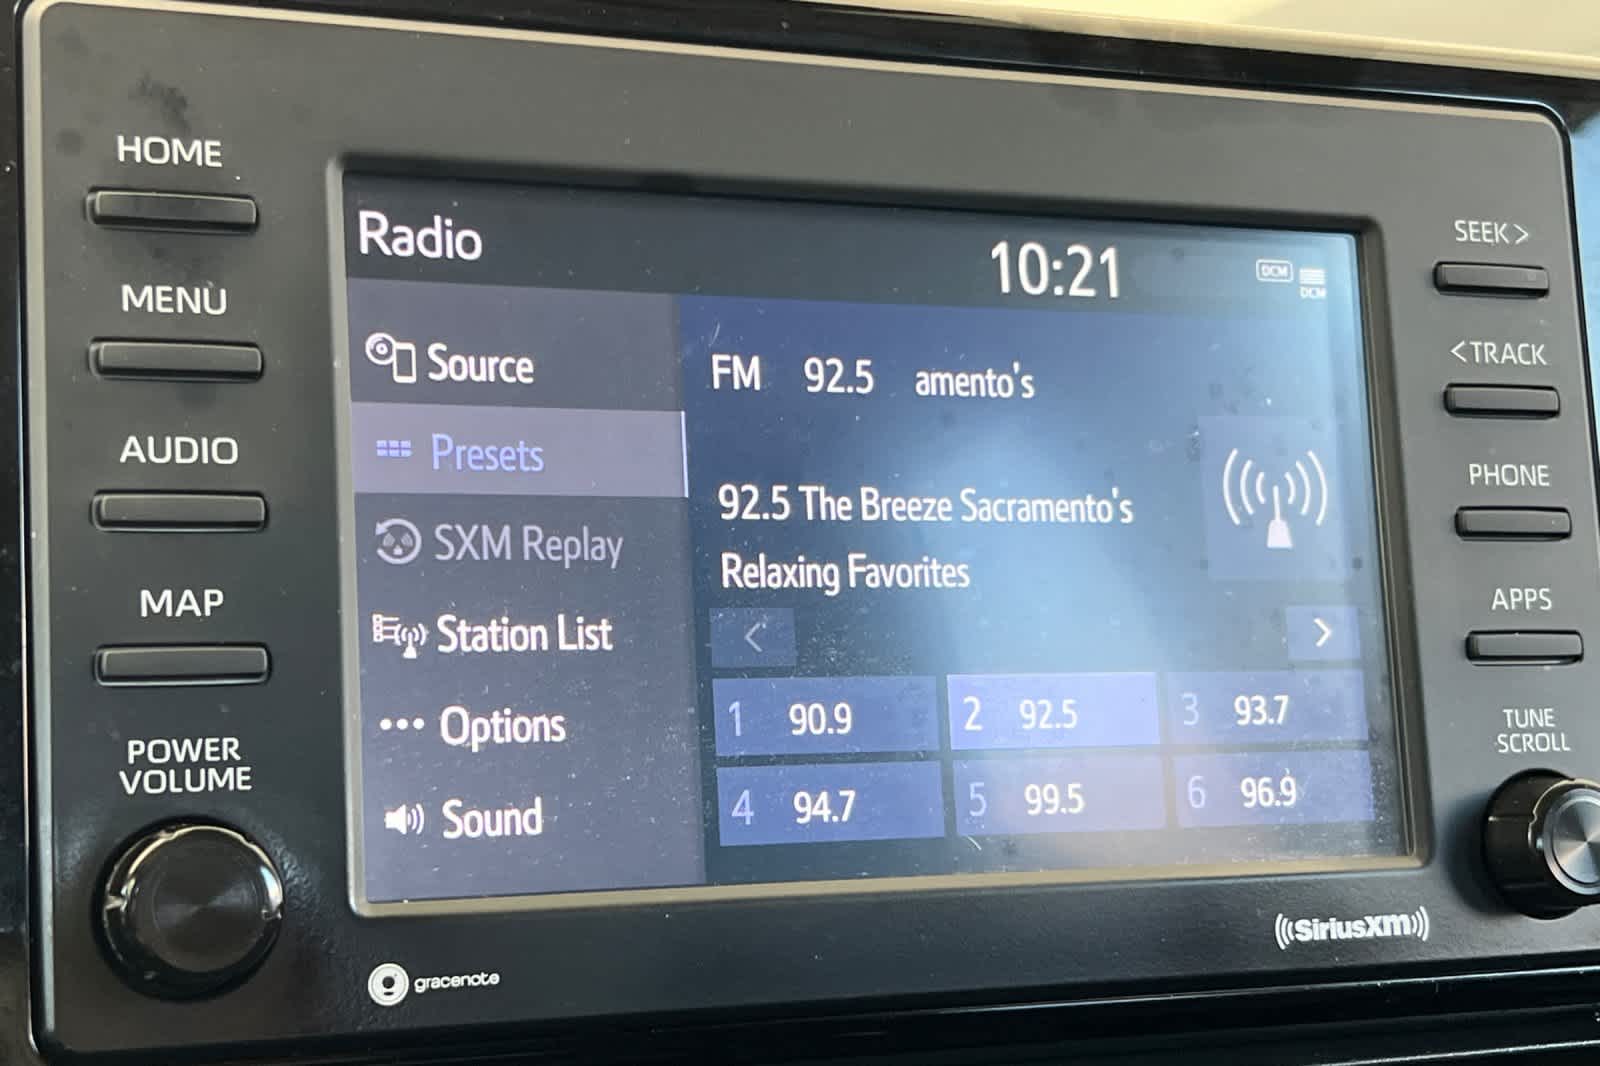 HOME
MENU
AUDIO
MAP
POWER
VOLUME
Radio
10:21
DCM
DCM
Source
Presets
SXM Replay
Station List
Options
Sound
FM 92.5 amento's
92.5 The Breeze Sacramento's
Relaxing Favorites
<
>
1 90.9
2 92.5
3 93.7
4 94.7
5 99.5
6 96.9
SEEK >
< TRACK
PHONE
APPS
TUNE
SCROLL
gracenote
SiriusXM